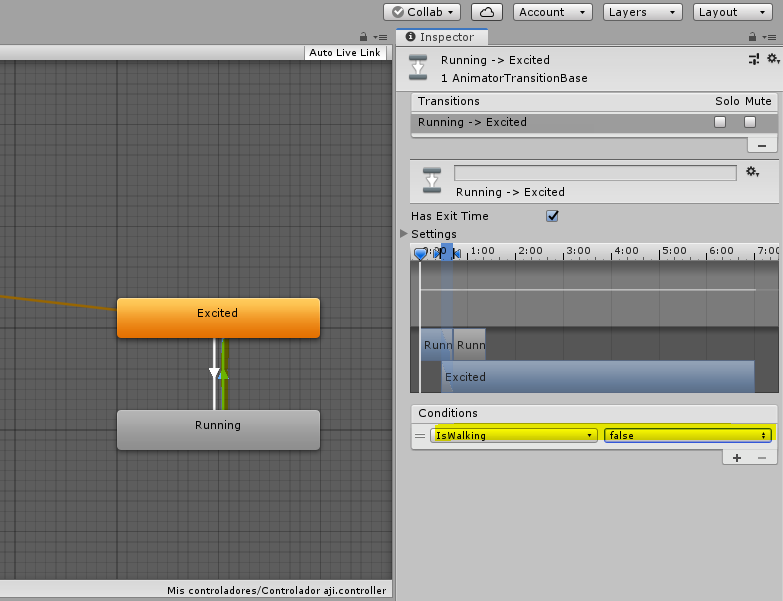 Collab
Account
Layers
Layout
Auto Live Link
Inspector
Running -> Excited
1 AnimatorTransitionBase
Transitions
Solo Mute
Running -> Excited
Running -> Excited
Has Exit Time
Settings
1:00 2:00 3:00 4:00 5:00 6:00 7:00
Excited
Running
Runn Runn
Excited
Conditions
IsWalking false
Mis controladores/Controlador aji.controller